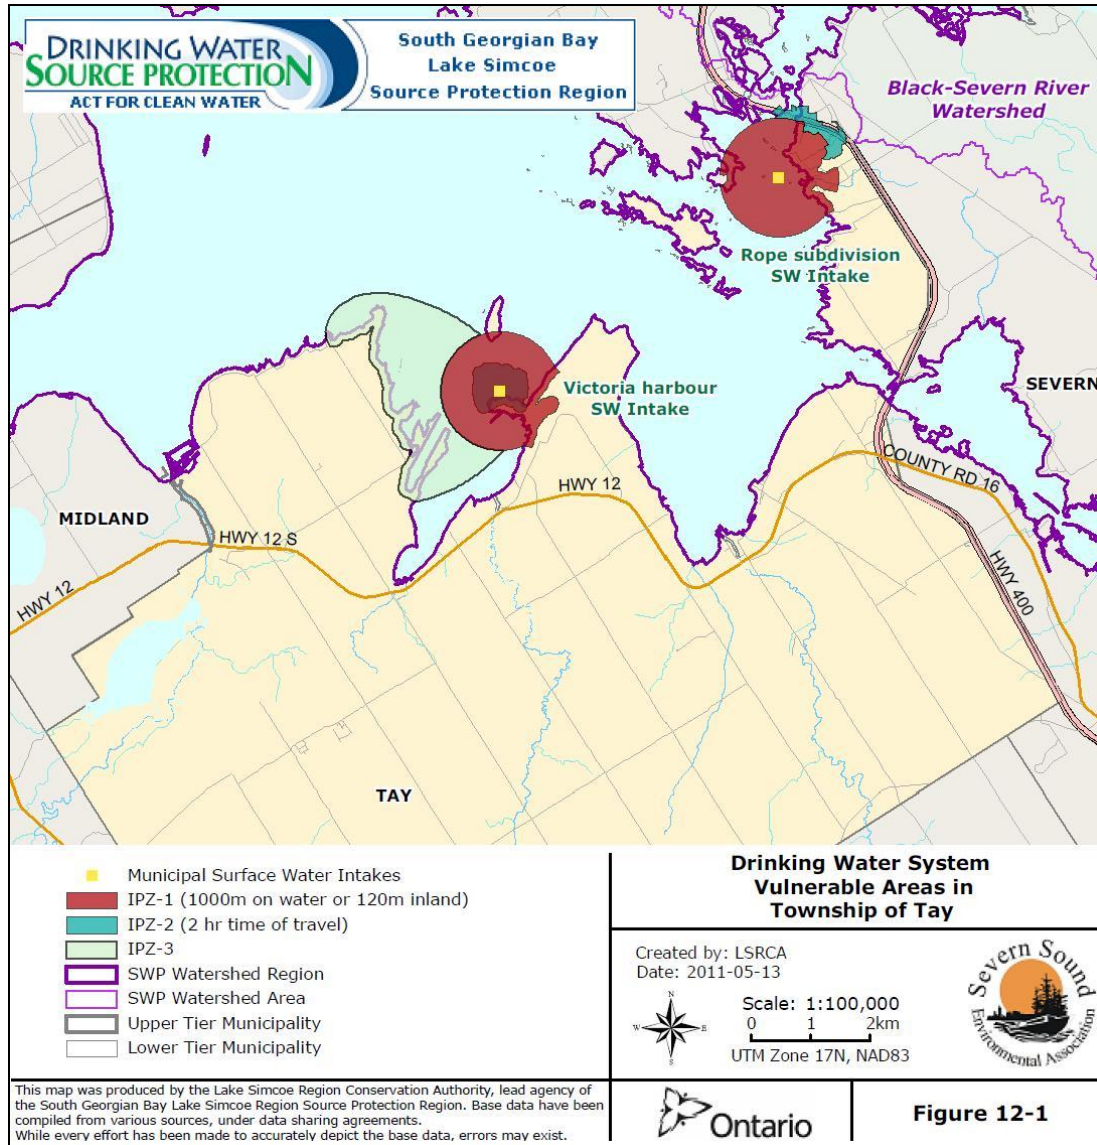 DRINKING WATER
SOURCE PROTECTION
ACT FOR CLEAN WATER
South Georgian Bay
Lake Simcoe
Source Protection Region
Black-Severn River
Watershed
Rope subdivision
SW Intake
Victoria harbour
SW Intake
SEVERN
COUNTY RD 16
HWY 12
MIDLAND
HWY 12 S
HWY 12
HWY 400
TAY
Municipal Surface Water Intakes
IPZ-1 (1000m on water or 120m inland)
IPZ-2 (2 hr time of travel)
IPZ-3
SWP Watershed Region
SWP Watershed Area
Upper Tier Municipality
Lower Tier Municipality
Drinking Water System
Vulnerable Areas in
Township of Tay
Created by: LSRCA
Date: 2011-05-13
N
W E
S
Scale: 1:100,000
0 1 2km
UTM Zone 17N, NAD83
Severn Sound
Environmental Association
This map was produced by the Lake Simcoe Region Conservation Authority, lead agency of
the South Georgian Bay Lake Simcoe Region Source Protection Region. Base data have been
compiled from various sources, under data sharing agreements.
While every effort has been made to accurately depict the base data, errors may exist.
Ontario
Figure 12-1